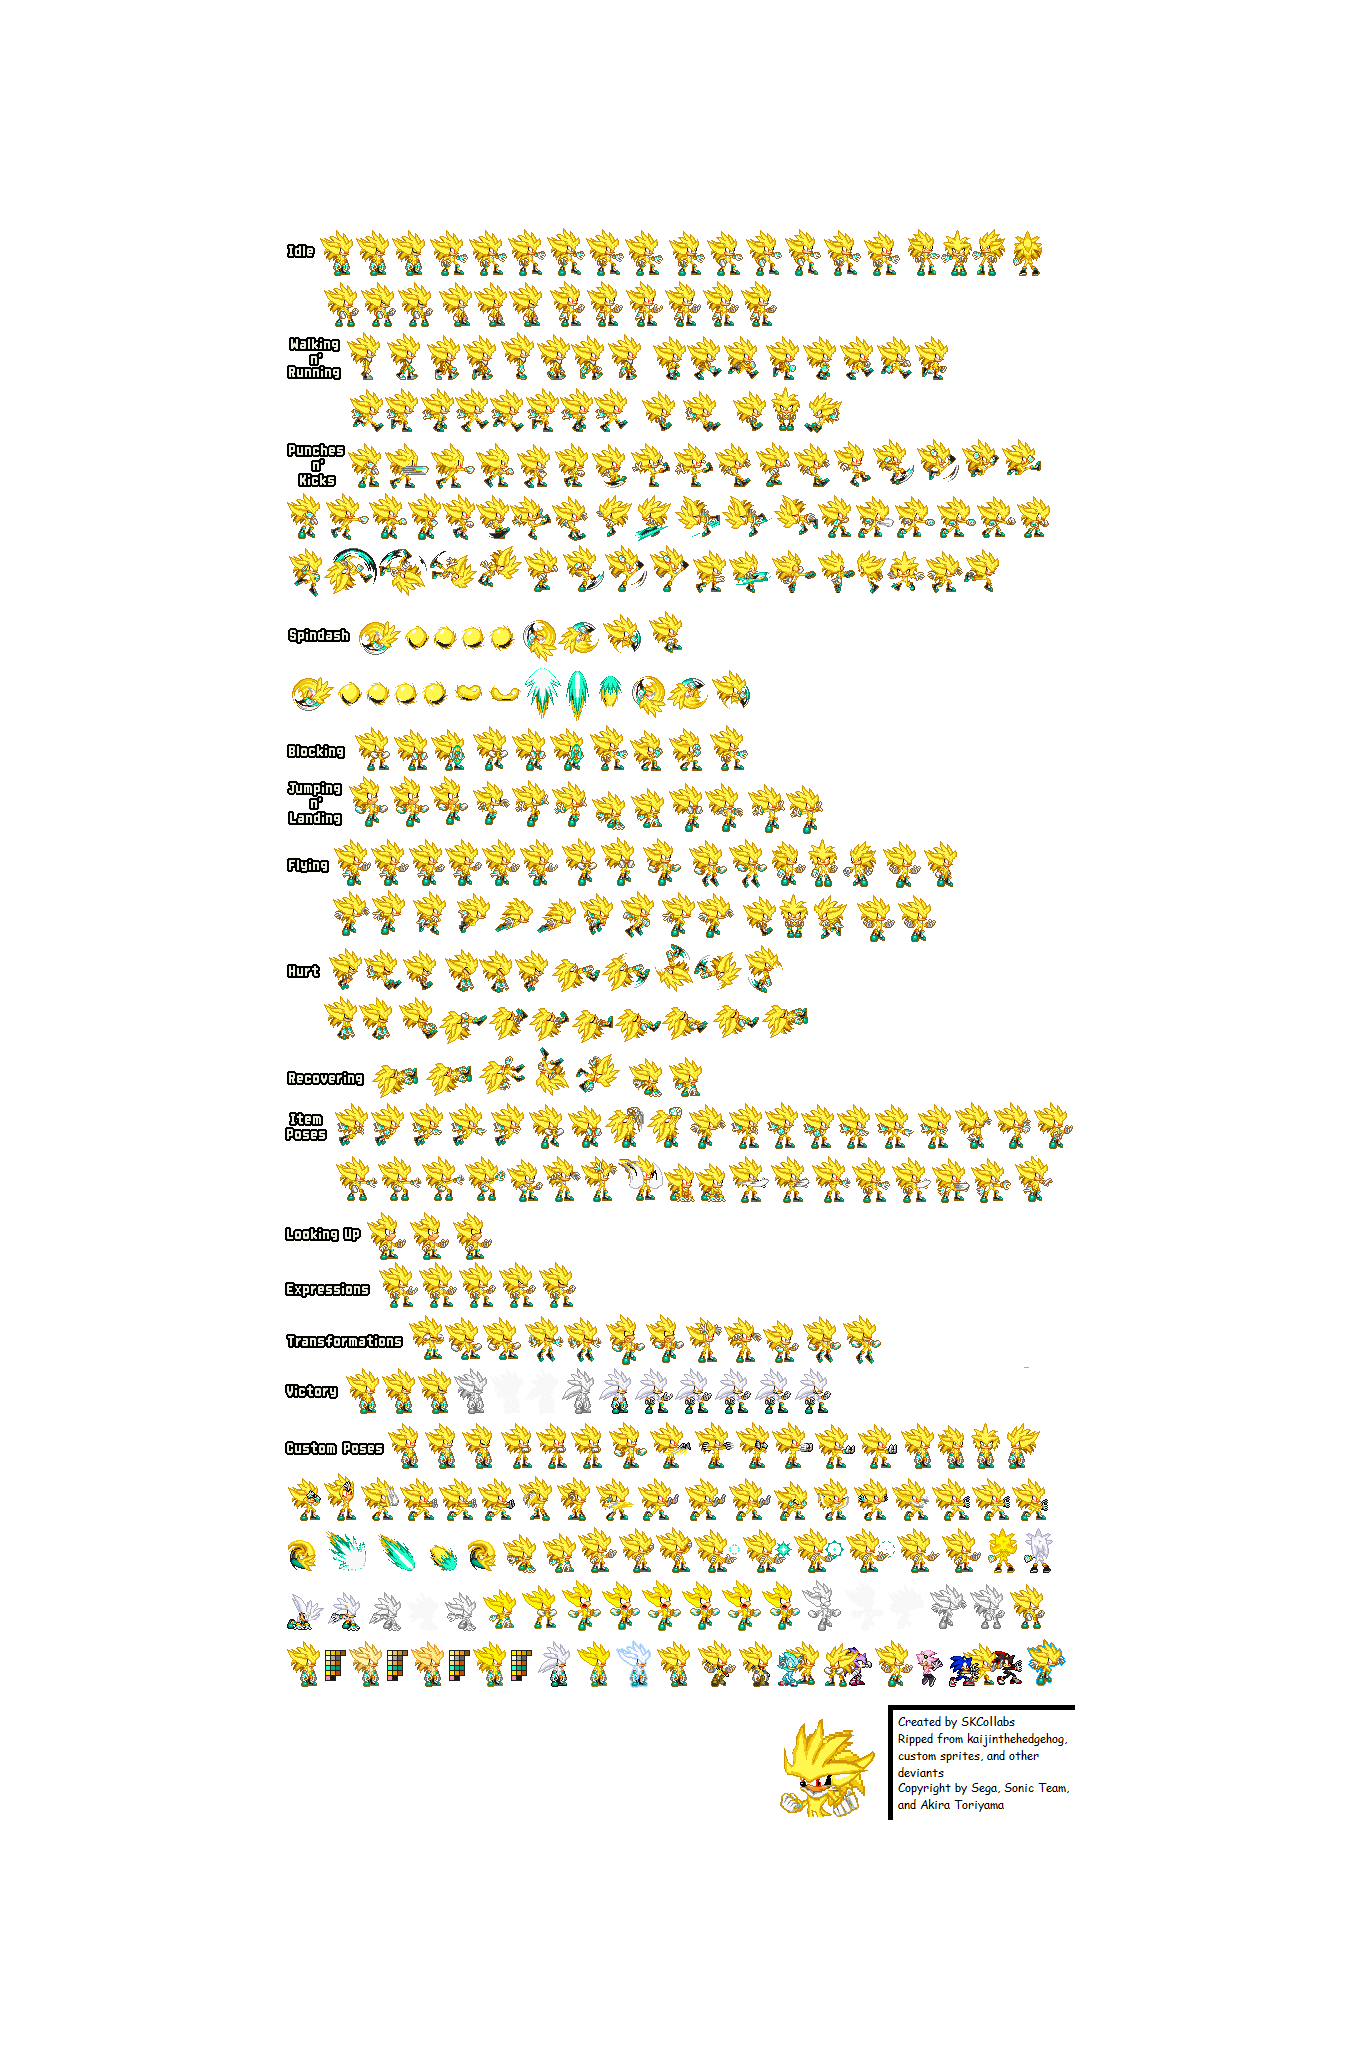 Idle
Walking
n'
Running
Punches
n'
Kicks
Spindash
Blocking
Jumping
n'
Landing
Flying
Hurt
Recovering
Item
Poses
Looking Up
Expressions
Transformations
Victory
Custom Poses
Created by SKCollabs
Ripped from kaijinthehedgehog,
custom sprites, and other
deviants
Copyright by Sega, Sonic Team,
and Akira Toriyama